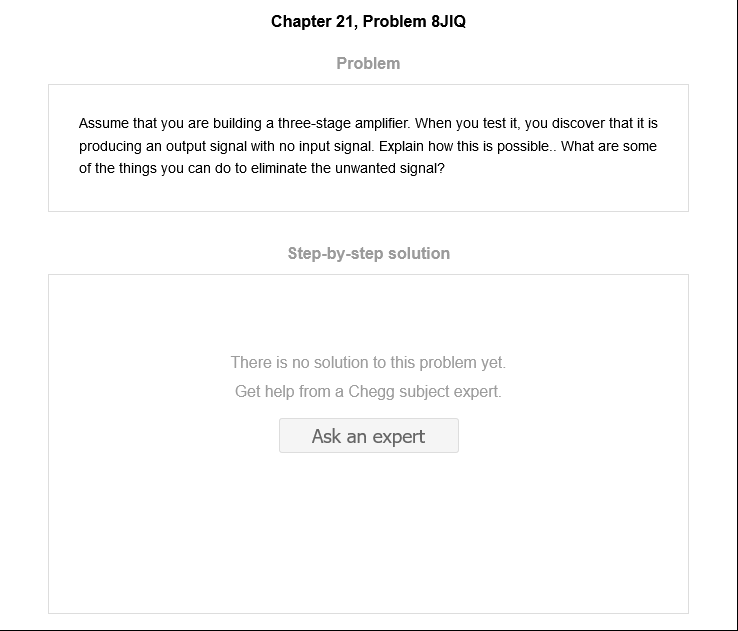 Chapter 21, Problem 8JIQ
Problem
Assume that you are building a three-stage amplifier. When you test it, you discover that it is
producing an output signal with no input signal. Explain how this is possible.. What are some
of the things you can do to eliminate the unwanted signal?
Step-by-step solution
There is no solution to this problem yet.
Get help from a Chegg subject expert.
Ask an expert